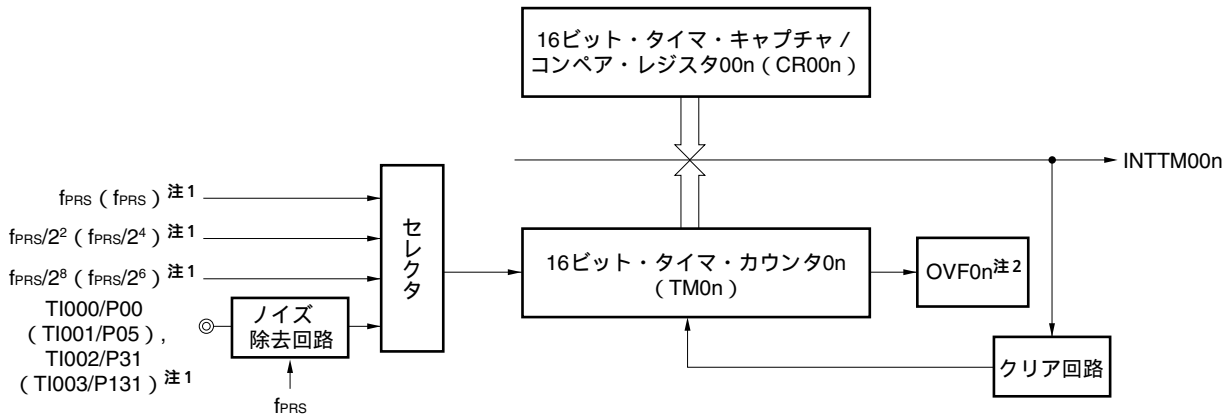 16ビット・タイマ・キャプチャ /
コンペア・レジスタ00n ( CR00n )
INTTM00n
fPRS ( fPRS ) 注1
fPRS/2² ( fPRS/2⁴ ) 注1
fPRS/2⁸ ( fPRS/2⁶ ) 注1
TI000/P00
( TI001/P05 ) ,
TI002/P31
( TI003/P131 ) 注1
ノイズ
除去回路
fPRS
セレクタ
16ビット・タイマ・カウンタ0n
( TM0n )
OVF0n注2
クリア回路